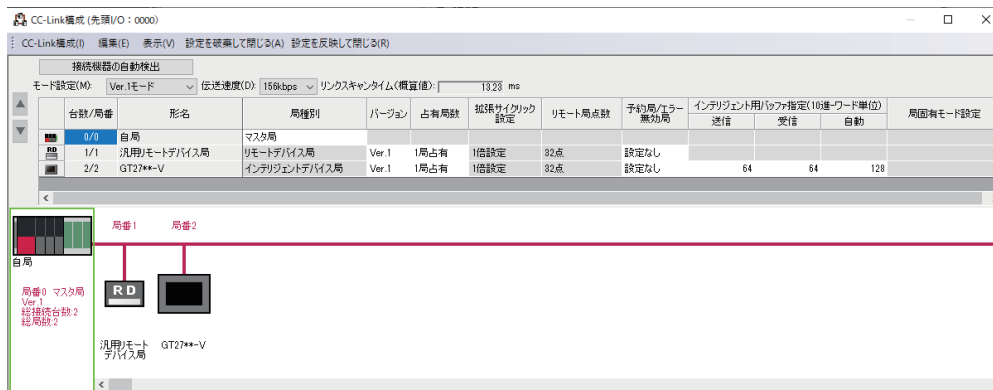 CC-Link構成 (先頭I/O：0000)
CC-Link構成(I) 編集(E) 表示(V) 設定を破棄して閉じる(A) 設定を反映して閉じる(R)
接続機器の自動検出
モード設定(M): Ver.1モード 伝送速度(D): 156kbps リンクスキャンタイム(概算値): 13.23 ms
台数/局番 形名 局種別 バージョン 占有局数 拡張サイクリック設定 リモート局点数 予約局/エラー無効局 インテリジェント用バッファ指定(10進-ワード単位) 局固有モード設定
送信 受信 自動
0/0 自局 マスタ局
RD 1/1 汎用リモートデバイス局 リモートデバイス局 Ver.1 1局占有 1倍設定 32点 設定なし
2/2 GT27**-V インテリジェントデバイス局 Ver.1 1局占有 1倍設定 32点 設定なし 64 64 128
局番1 局番2
自局
局番0 マスタ局
Ver.1
総接続台数:2
総局数:2
RD
汎用リモート
デバイス局
GT27**-V